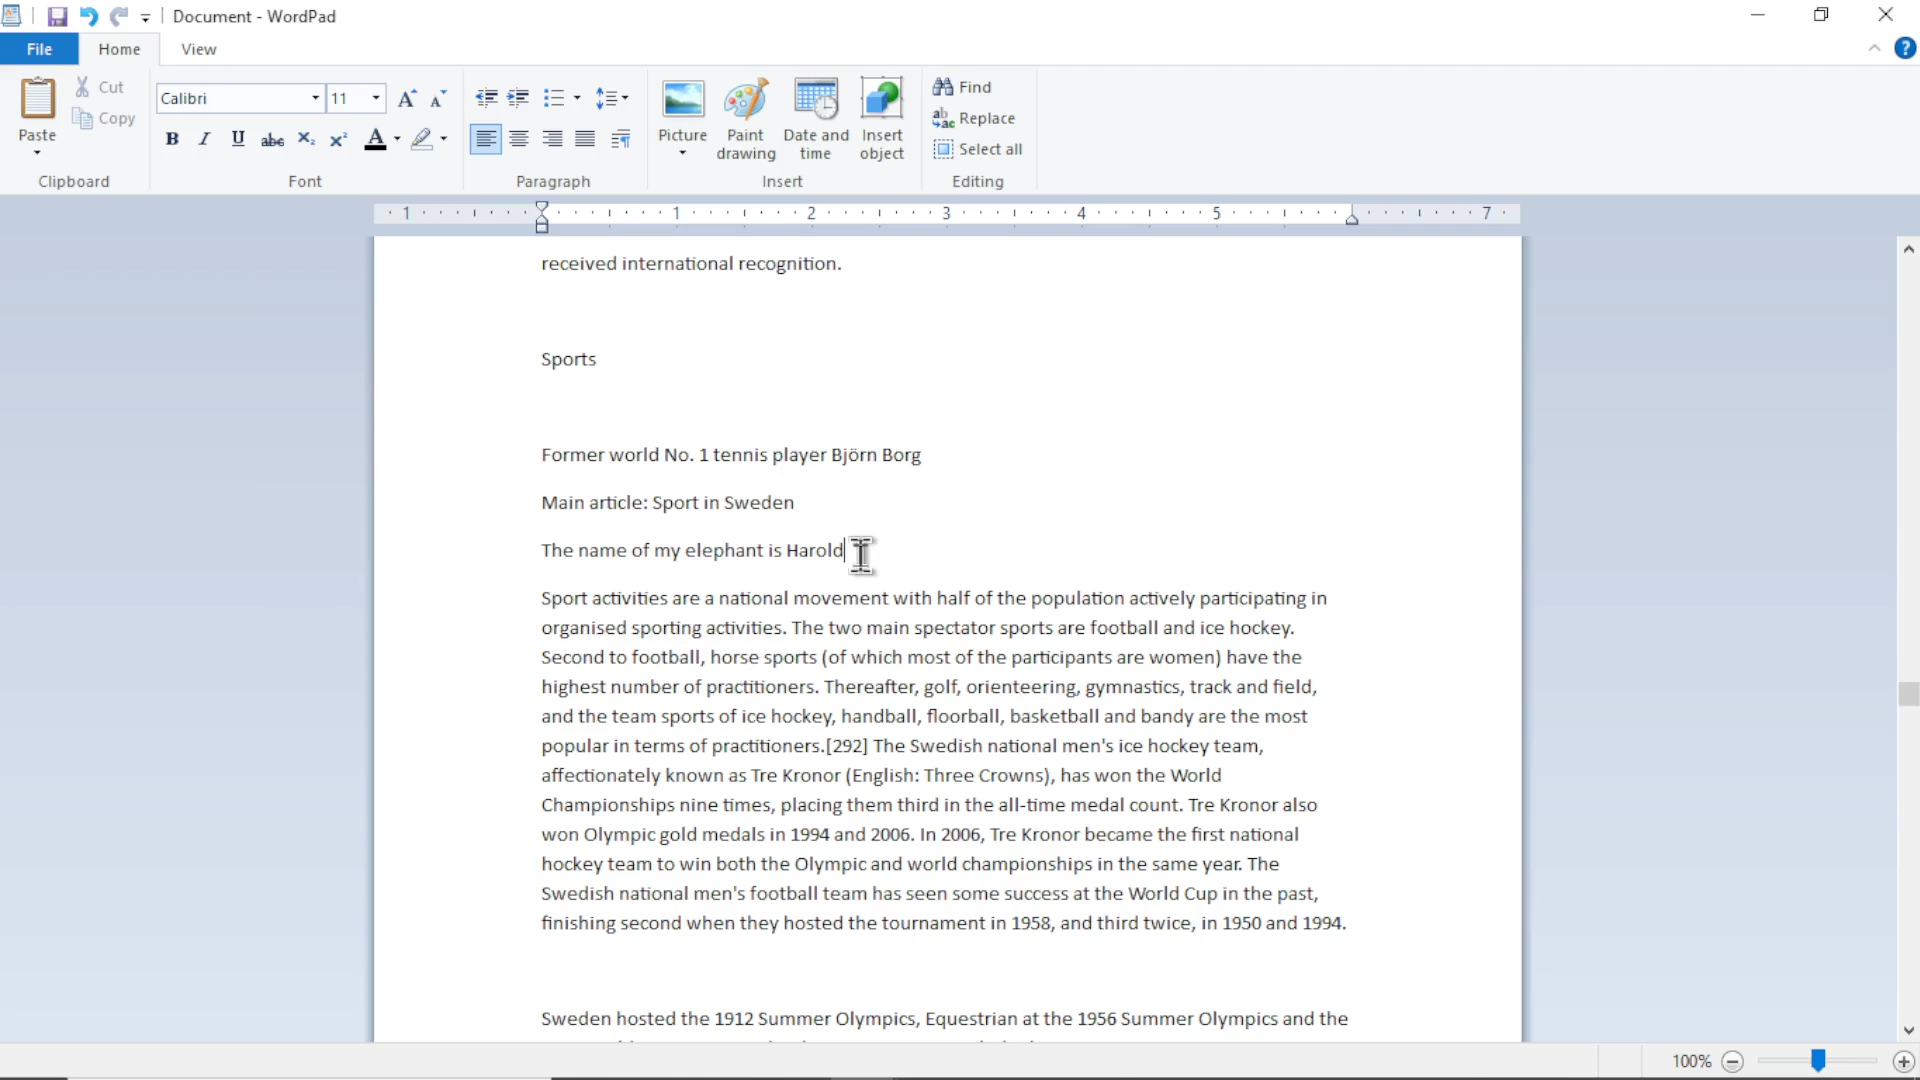 Document - WordPad
File
Home
View
Paste
Cut
Copy
Clipboard
Calibri
11
Font
Paragraph
Picture
Paint drawing
Date and time
Insert object
Insert
Find
Replace
Select all
Editing
1 1 2 3 4 5 7
received international recognition.
Sports
Former world No. 1 tennis player Björn Borg
Main article: Sport in Sweden
The name of my elephant is Harold
Sport activities are a national movement with half of the population actively participating in
organised sporting activities. The two main spectator sports are football and ice hockey.
Second to football, horse sports (of which most of the participants are women) have the
highest number of practitioners. Thereafter, golf, orienteering, gymnastics, track and field,
and the team sports of ice hockey, handball, floorball, basketball and bandy are the most
popular in terms of practitioners.[292] The Swedish national men's ice hockey team,
affectionately known as Tre Kronor (English: Three Crowns), has won the World
Championships nine times, placing them third in the all-time medal count. Tre Kronor also
won Olympic gold medals in 1994 and 2006. In 2006, Tre Kronor became the first national
hockey team to win both the Olympic and world championships in the same year. The
Swedish national men's football team has seen some success at the World Cup in the past,
finishing second when they hosted the tournament in 1958, and third twice, in 1950 and 1994.
Sweden hosted the 1912 Summer Olympics, Equestrian at the 1956 Summer Olympics and the
100%